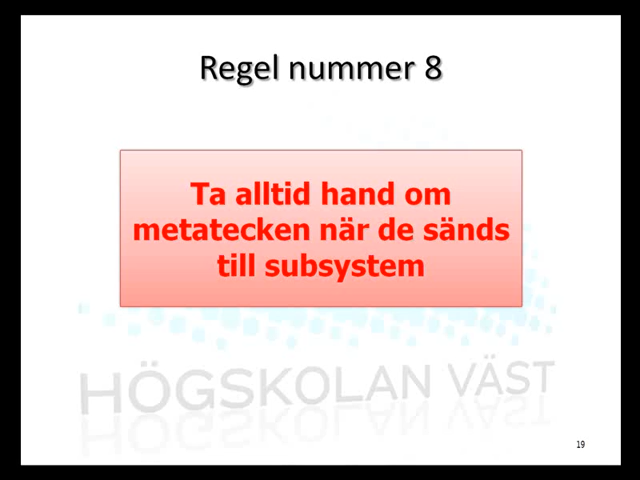 Regel nummer 8
Ta alltid hand om
metatecken när de sänds
till subsystem
HÖGSKOLAN VÄST
19